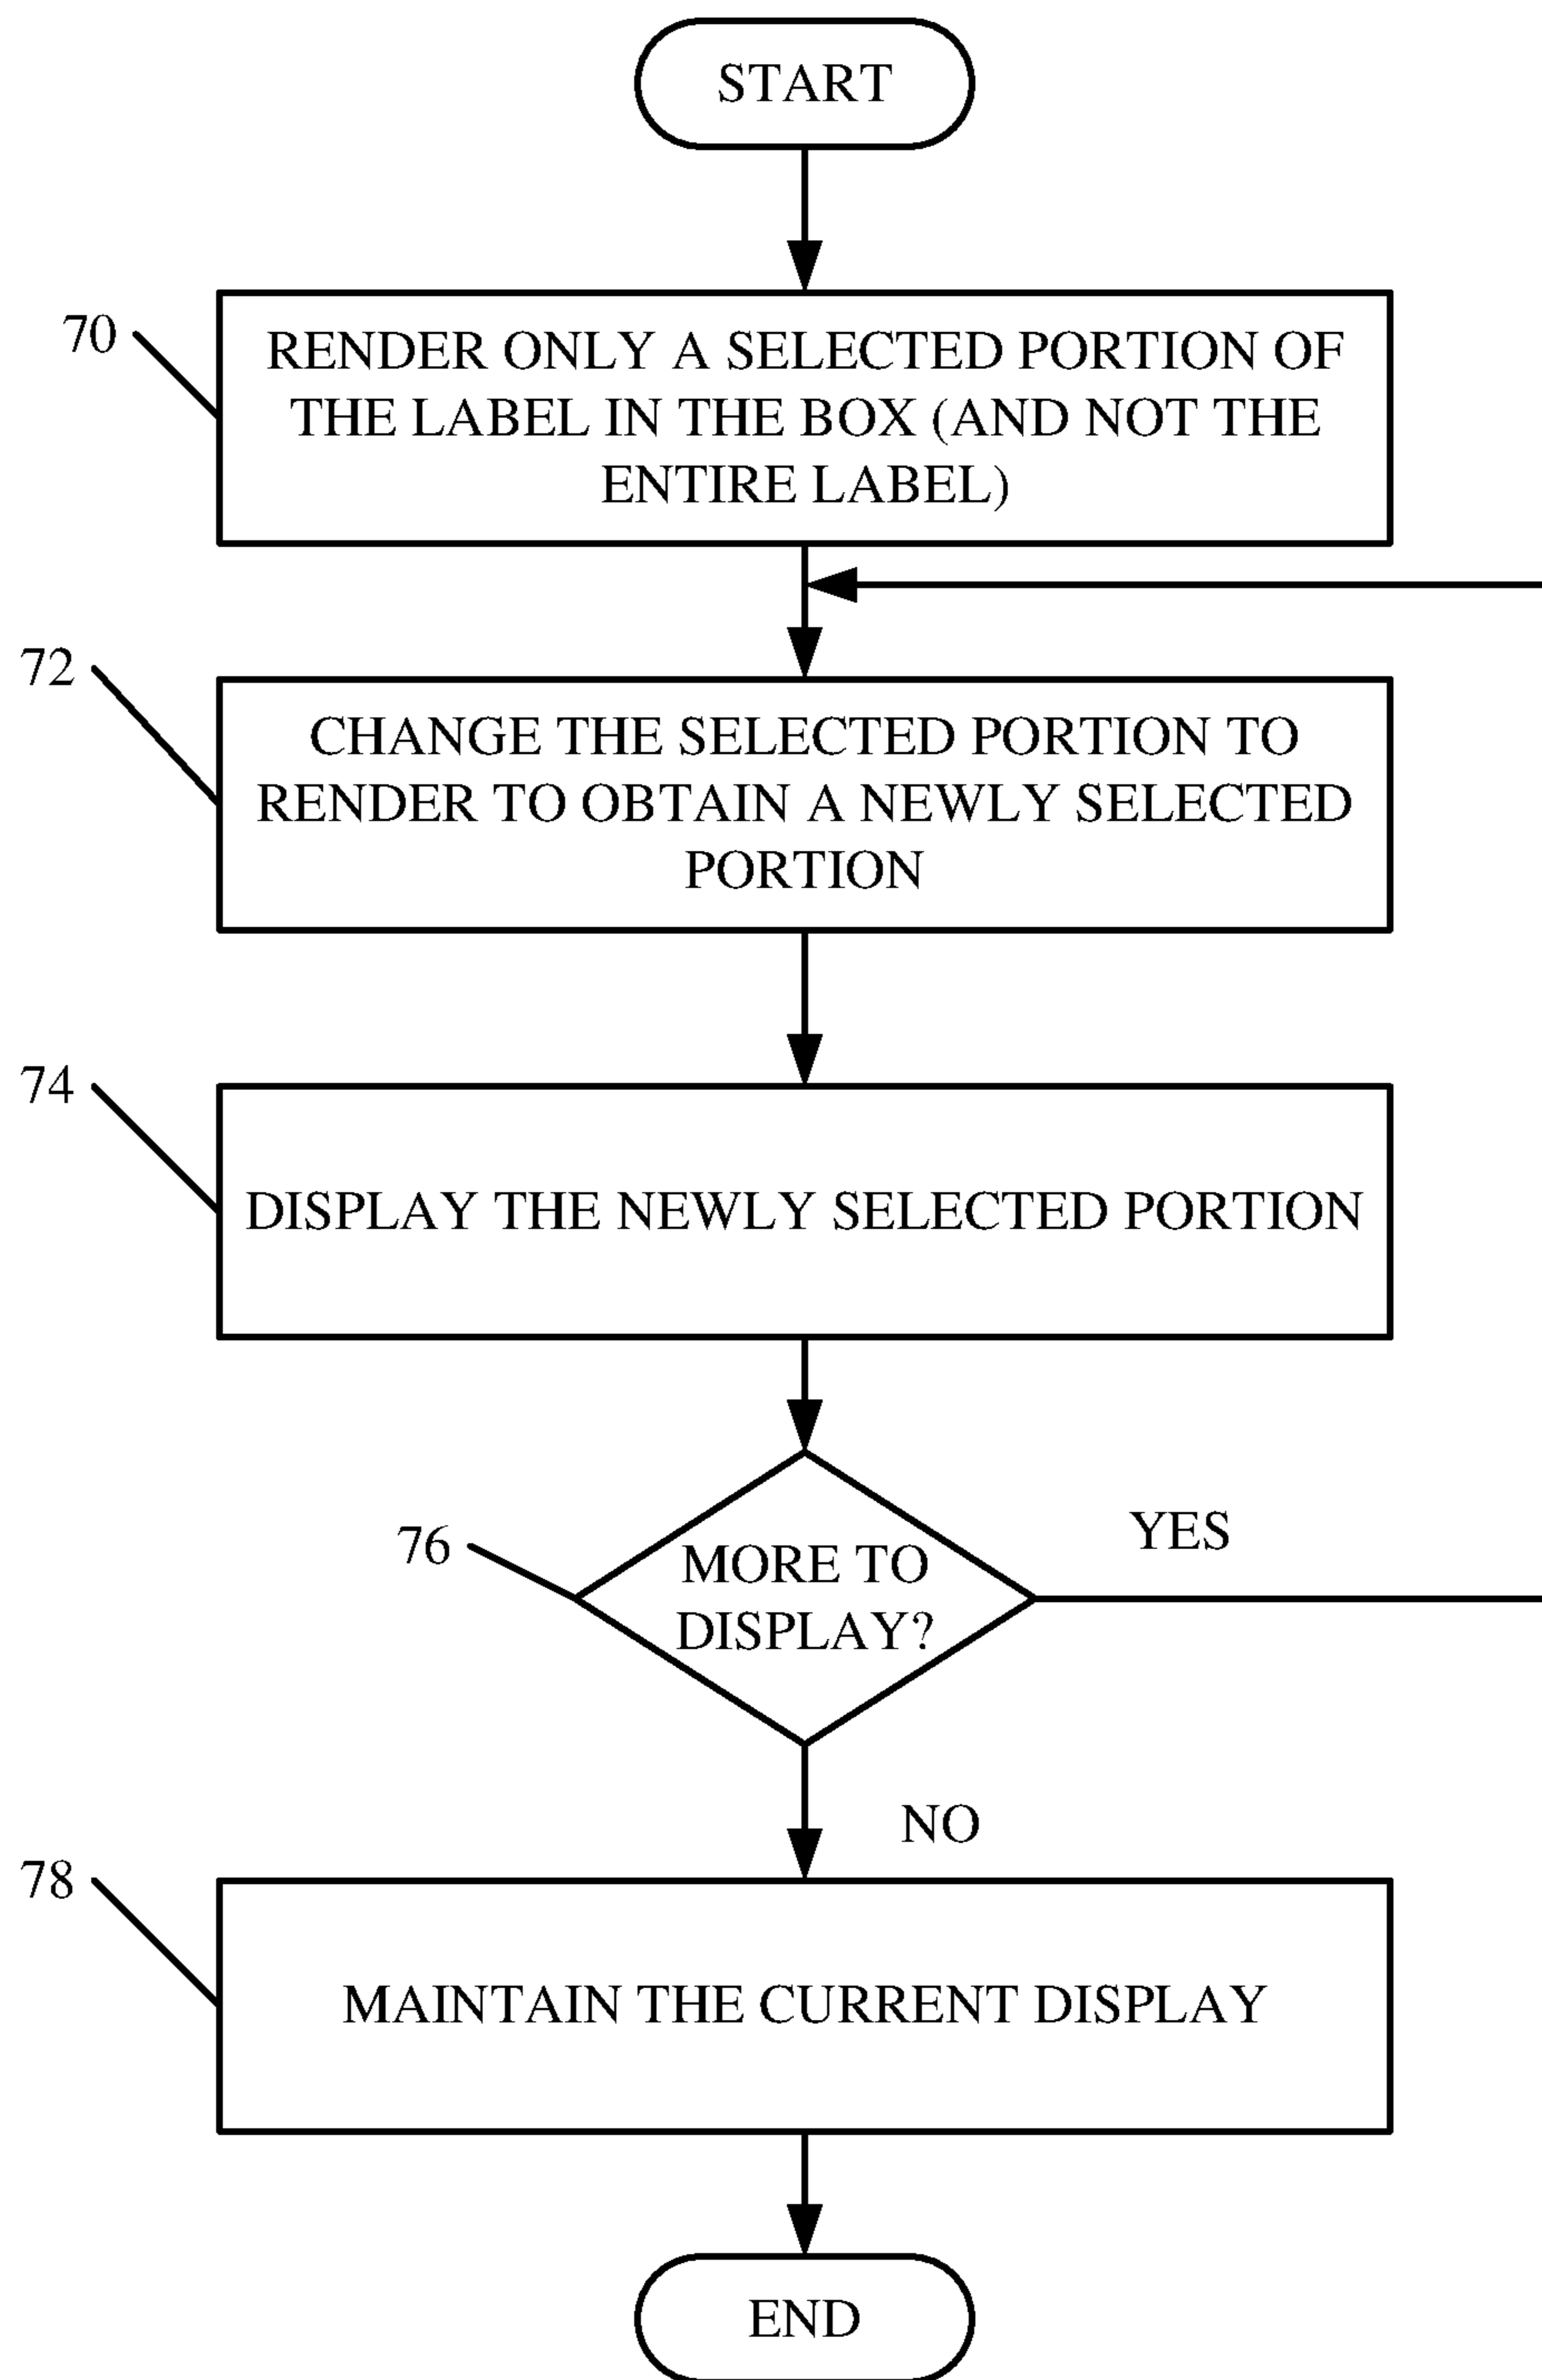 START
70
RENDER ONLY A SELECTED PORTION OF
THE LABEL IN THE BOX (AND NOT THE
ENTIRE LABEL)
72
CHANGE THE SELECTED PORTION TO
RENDER TO OBTAIN A NEWLY SELECTED
PORTION
74
DISPLAY THE NEWLY SELECTED PORTION
76
MORE TO
DISPLAY?
YES
NO
78
MAINTAIN THE CURRENT DISPLAY
END